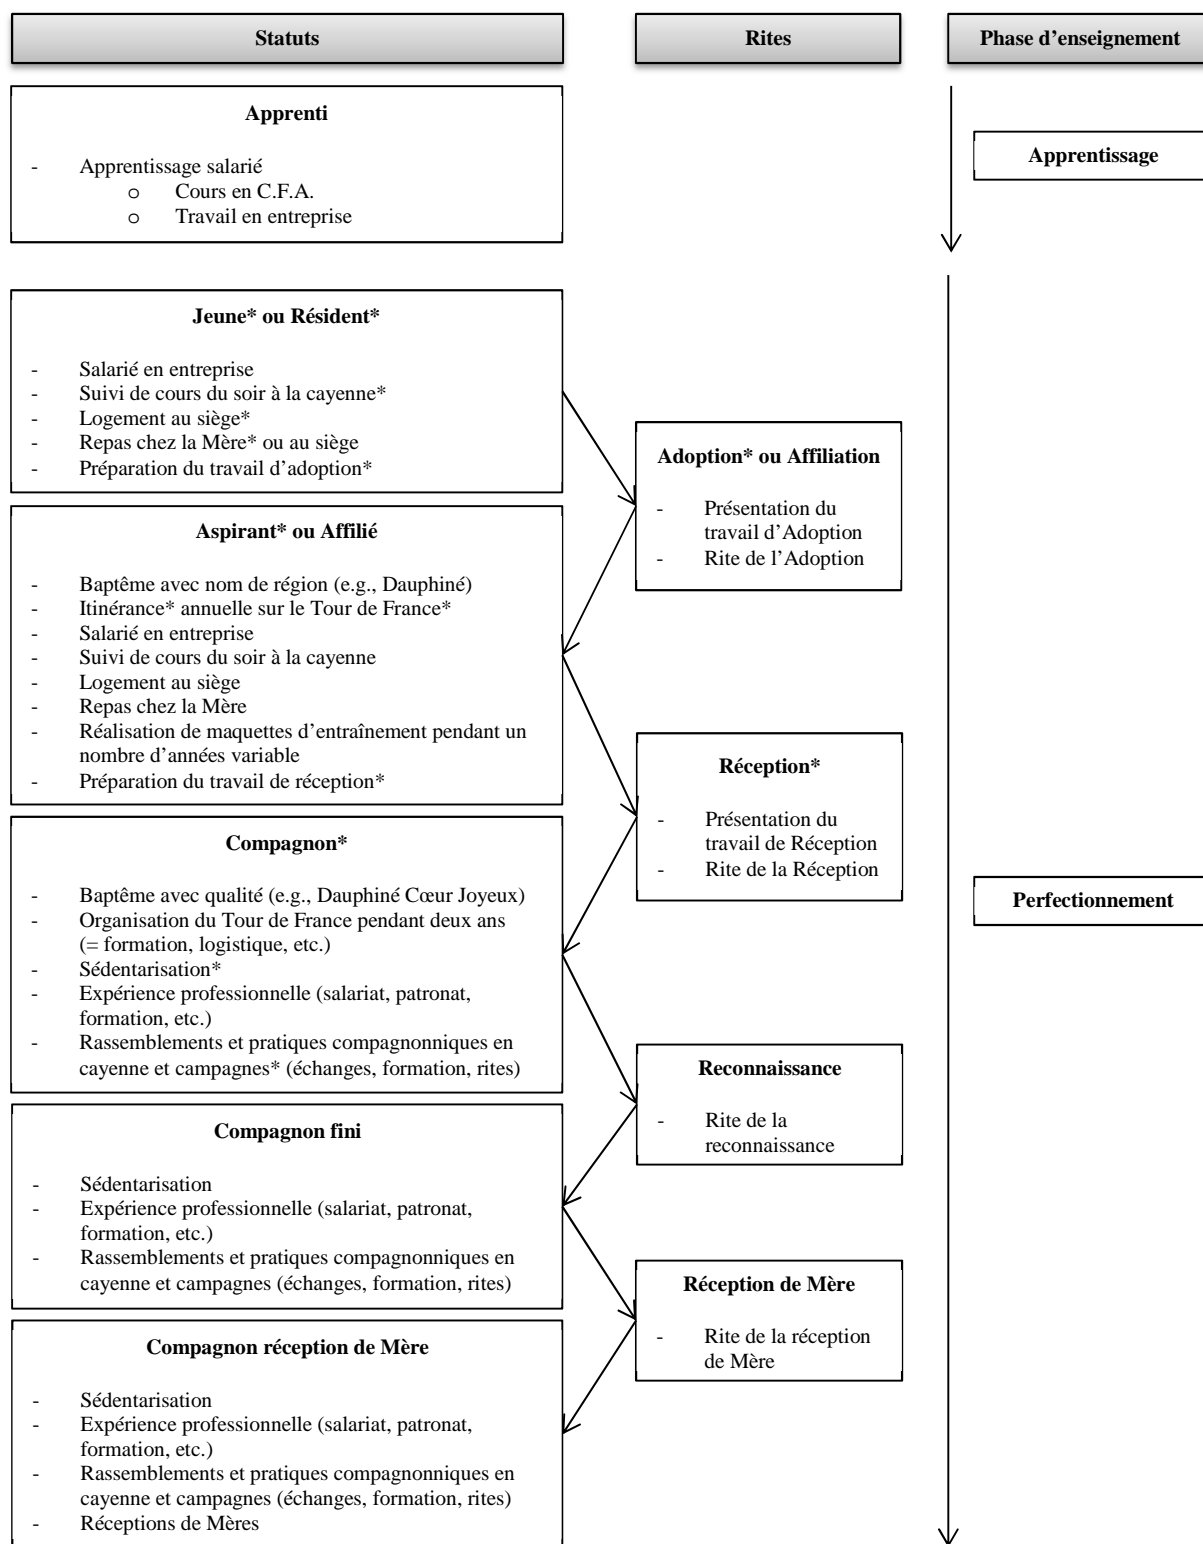 Statuts
Rites
Phase d’enseignement
Apprenti
- Apprentissage salarié
o Cours en C.F.A.
o Travail en entreprise
Apprentissage
Jeune* ou Résident*
- Salarié en entreprise
- Suivi de cours du soir à la cayenne*
- Logement au siège*
- Repas chez la Mère* ou au siège
- Préparation du travail d’adoption*
Adoption* ou Affiliation
- Présentation du
travail d’Adoption
- Rite de l’Adoption
Aspirant* ou Affilié
- Baptême avec nom de région (e.g., Dauphiné)
- Itinérance* annuelle sur le Tour de France*
- Salarié en entreprise
- Suivi de cours du soir à la cayenne
- Logement au siège
- Repas chez la Mère
- Réalisation de maquettes d’entraînement pendant un
nombre d’années variable
- Préparation du travail de réception*
Réception*
- Présentation du
travail de Réception
- Rite de la Réception
Compagnon*
- Baptême avec qualité (e.g., Dauphiné Cœur Joyeux)
- Organisation du Tour de France pendant deux ans
(= formation, logistique, etc.)
- Sédentarisation*
- Expérience professionnelle (salariat, patronat,
formation, etc.)
- Rassemblements et pratiques compagnonniques en
cayenne et campagnes* (échanges, formation, rites)
Perfectionnement
Reconnaissance
- Rite de la
reconnaissance
Compagnon fini
- Sédentarisation
- Expérience professionnelle (salariat, patronat,
formation, etc.)
- Rassemblements et pratiques compagnonniques en
cayenne et campagnes (échanges, formation, rites)
Réception de Mère
- Rite de la réception
de Mère
Compagnon réception de Mère
- Sédentarisation
- Expérience professionnelle (salariat, patronat,
formation, etc.)
- Rassemblements et pratiques compagnonniques en
cayenne et campagnes (échanges, formation, rites)
- Réceptions de Mères